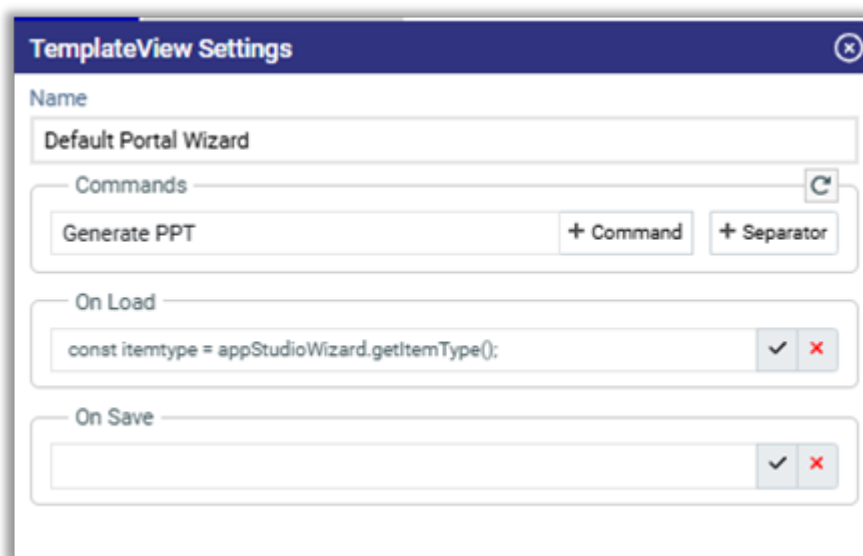 TemplateView Settings
Name
Default Portal Wizard
Commands
Generate PPT
+ Command
+ Separator
On Load
const itemtype = appStudioWizard.getItemType();
On Save